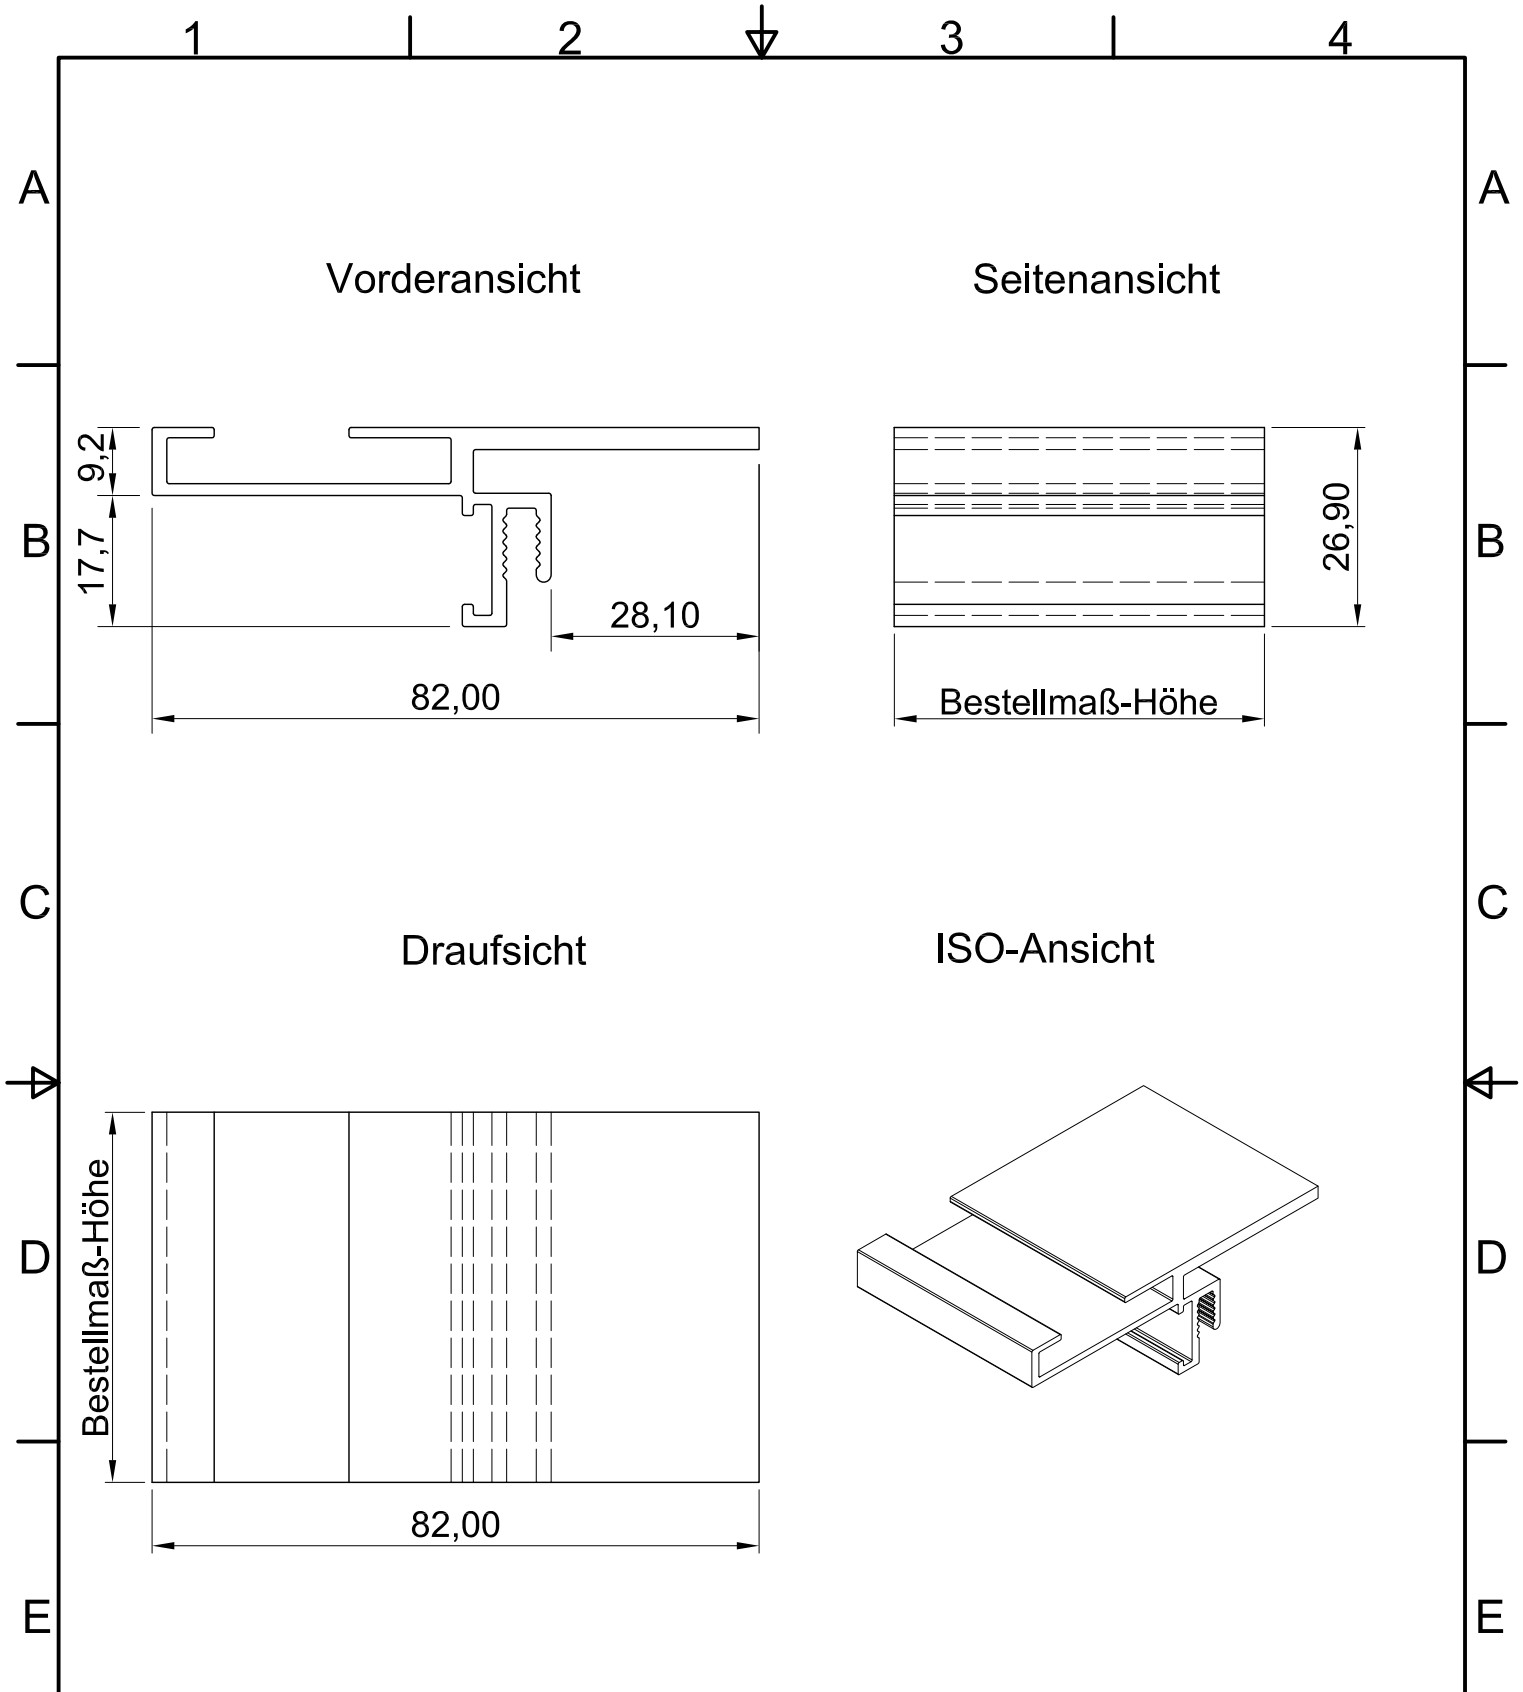 1 2 3 4
A A
Vorderansicht Seitenansicht
9,2
17,7
B B
28,10
82,00
26,90
Bestellmaß-Höhe
C C
Draufsicht ISO-Ansicht
Bestellmaß-Höhe
D D
82,00
E E